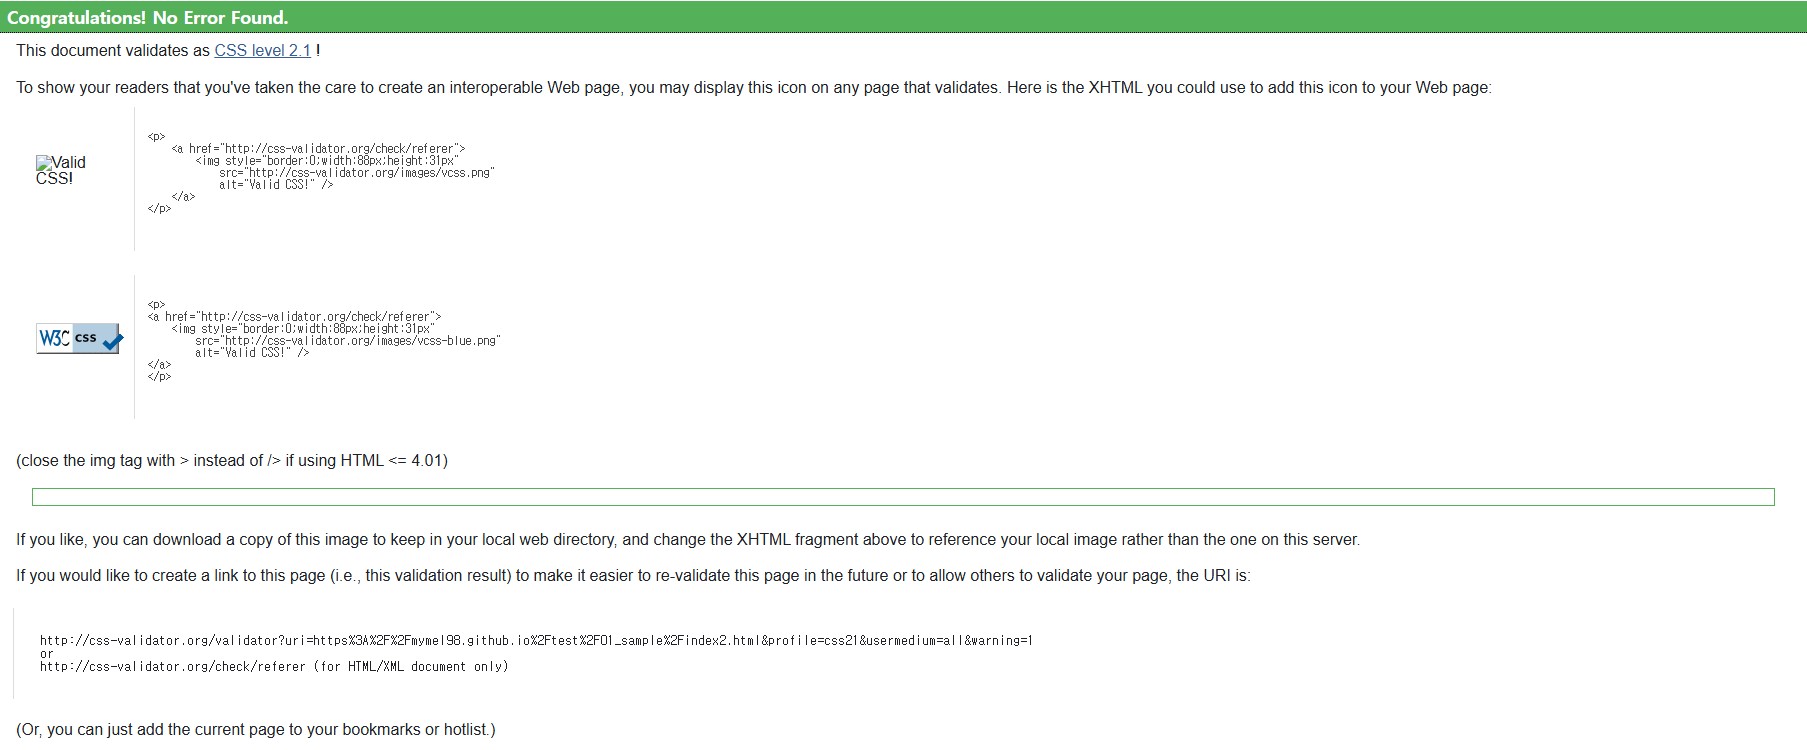 Congratulations! No Error Found.
This document validates as CSS level 2.1 !
To show your readers that you've taken the care to create an interoperable Web page, you may display this icon on any page that validates. Here is the XHTML you could use to add this icon to your Web page:
Valid
CSS!
<p>
<a href="http://css-validator.org/check/referer">
<img style="border:0;width:88px;height:31px"
src="http://css-validator.org/images/vcss.png"
alt="Valid CSS!" />
</a>
</p>
W3C css
<p>
<a href="http://css-validator.org/check/referer">
<img style="border:0;width:88px;height:31px"
src="http://css-validator.org/images/vcss-blue.png"
alt="Valid CSS!" />
</a>
</p>
(close the img tag with > instead of /> if using HTML <= 4.01)
If you like, you can download a copy of this image to keep in your local web directory, and change the XHTML fragment above to reference your local image rather than the one on this server.
If you would like to create a link to this page (i.e., this validation result) to make it easier to re-validate this page in the future or to allow others to validate your page, the URI is:
http://css-validator.org/validator?uri=https%3A%2F%2Fmymel98.github.io%2Ftest%2F01_sample%2Findex2.html&profile=css21&usermedium=all&warning=1
or
http://css-validator.org/check/referer (for HTML/XML document only)
(Or, you can just add the current page to your bookmarks or hotlist.)